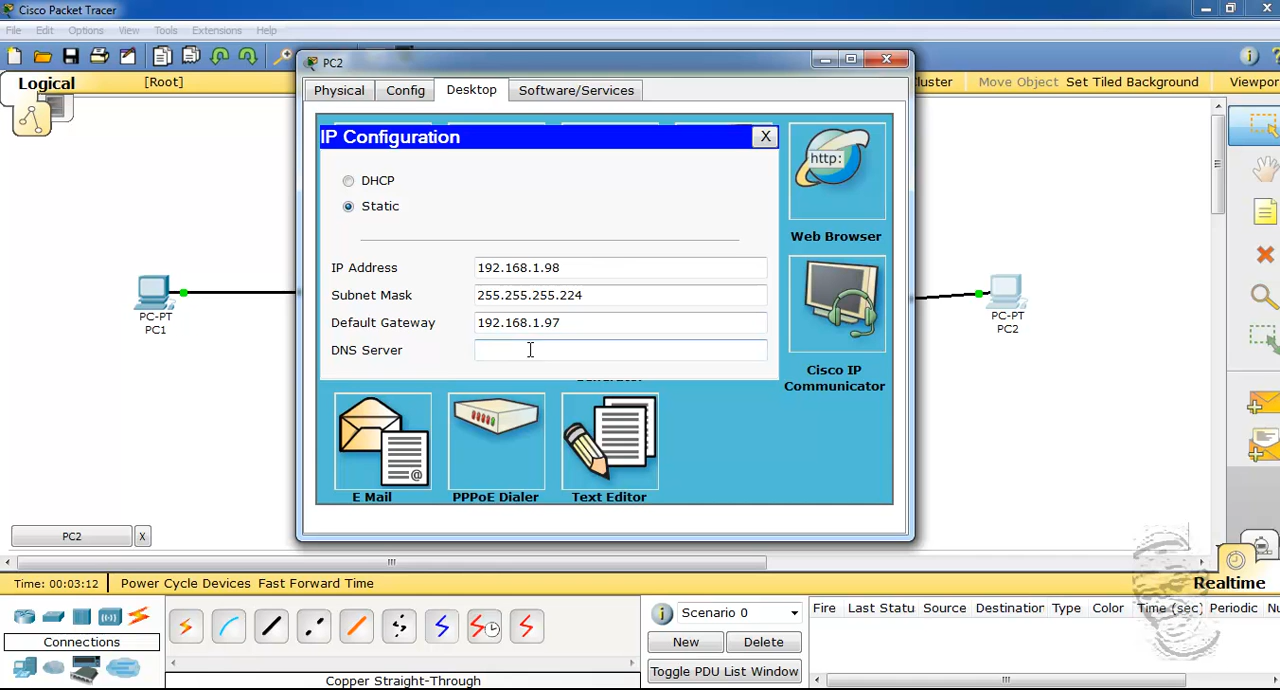 Cisco Packet Tracer
File Edit Options View Tools Extensions Help
Logical
[Root]
Cluster
Move Object
Set Tiled Background
Viewpor
PC2
Physical
Config
Desktop
Software/Services
IP Configuration
X
DHCP
Static
IP Address 192.168.1.98
Subnet Mask 255.255.255.224
Default Gateway 192.168.1.97
DNS Server
http:
Web Browser
Cisco IP
Communicator
@
E Mail
PPPoE Dialer
Text Editor
PC-PT
PC1
PC-PT
PC2
PC2 X
Time: 00:03:12 Power Cycle Devices Fast Forward Time
Realtime
Connections
Copper Straight-Through
Scenario 0
New
Delete
Toggle PDU List Window
Fire Last Statu Source Destination Type Color Time (sec) Periodic Nu